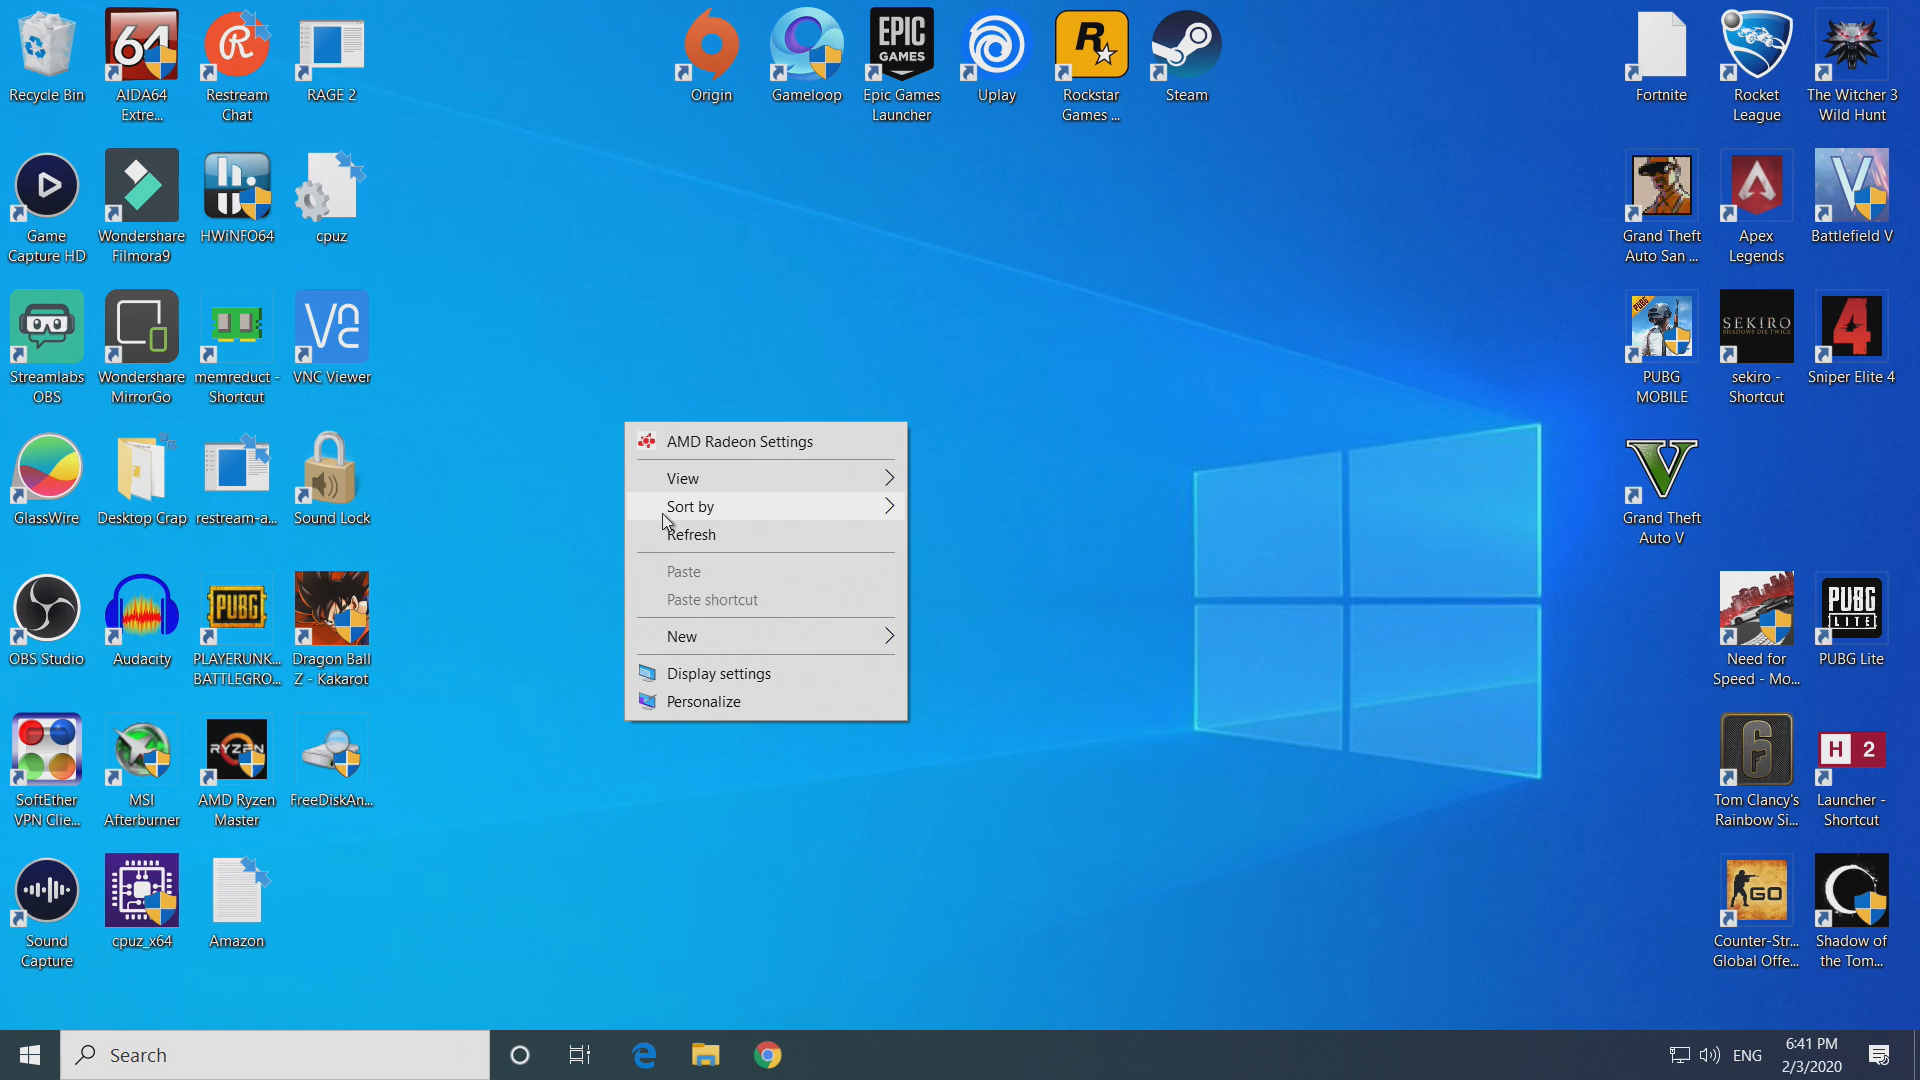 Recycle Bin
AIDA64
Extre...
Restream
Chat
RAGE 2
64
R
Origin
Gameloop
EPIC
GAMES
Epic Games
Launcher
Uplay
R
Rockstar
Games ...
Steam
Fortnite
Rocket
League
The Witcher 3
Wild Hunt
Game
Capture HD
Wondershare
Filmora9
HWiNFO64
cpuz
Grand Theft
Auto San ...
Apex
Legends
V
Battlefield V
Streamlabs
OBS
Wondershare
MirrorGo
memreduct -
Shortcut
VNC Viewer
PUBG
PUBG
MOBILE
SEKIRO
SHADOWS DIE TWICE
sekiro -
Shortcut
4
Sniper Elite 4
GlassWire
Desktop Crap
restream-a...
Sound Lock
V
Grand Theft
Auto V
AMD Radeon Settings
View
Sort by
Refresh
Paste
Paste shortcut
New
Display settings
Personalize
OBS Studio
Audacity
PUBG
PLAYERUNK...
BATTLEGRO...
Dragon Ball
Z - Kakarot
Need for
Speed - Mo...
PUBG
LITE
PUBG Lite
SoftEther
VPN Clie...
MSI
Afterburner
RYZEN
AMD Ryzen
Master
FreeDiskAn...
6
Tom Clancy's
Rainbow Si...
H 2
Launcher -
Shortcut
Sound
Capture
cpuz_x64
Amazon
GO
Counter-Str...
Global Offe...
Shadow of
the Tom...
Search
ENG
6:41 PM
2/3/2020